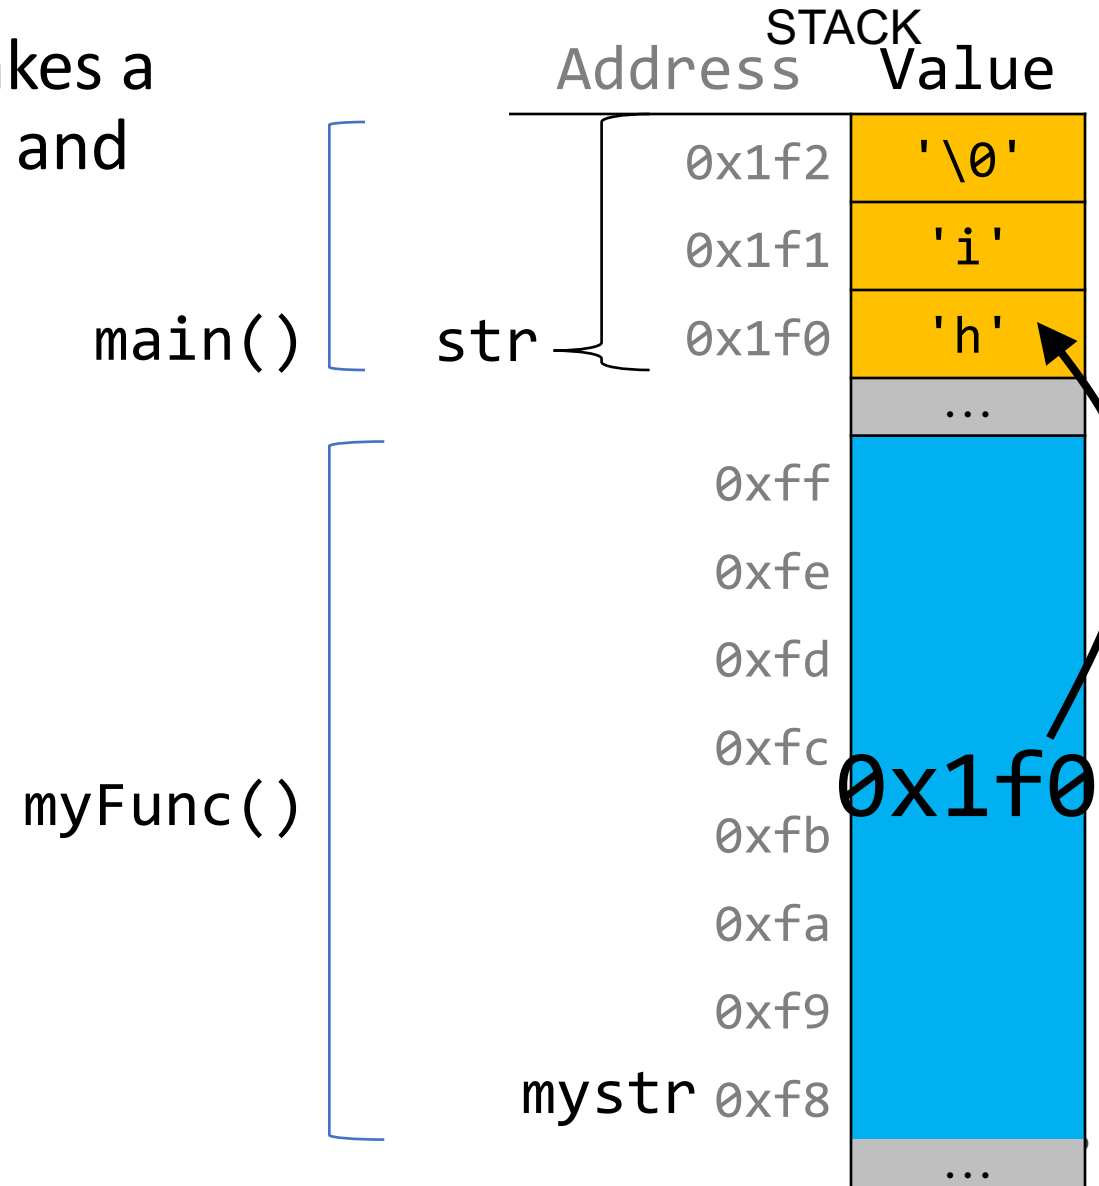 STACK
kes a
Address Value
and
0x1f2 '\0'
0x1f1 'i'
main() str 0x1f0 'h'
...
0xff
0xfe
0xfd
0xfc
0x1f0
myFunc()
0xfb
0xfa
0xf9
mystr 0xf8
...